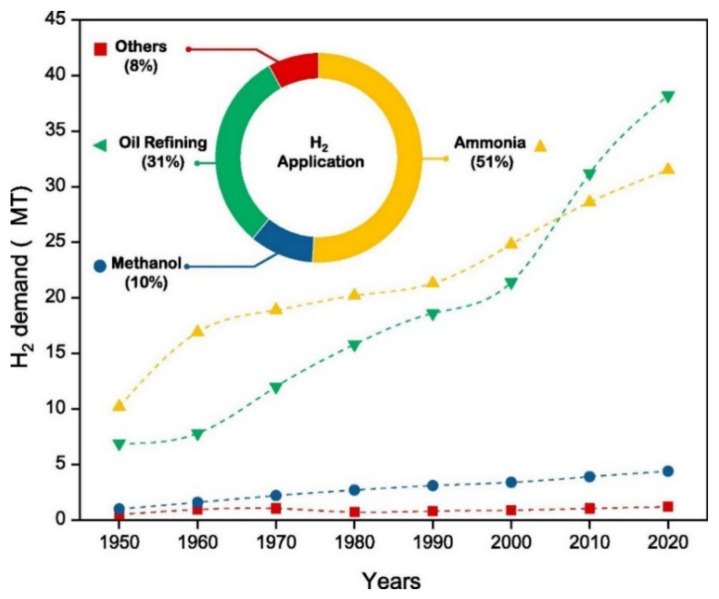 45
40
35
30
25
20
15
10
5
0
H2 demand ( MT)
Others
(8%)
Oil Refining
(31%)
H2
Application
Ammonia
(51%)
Methanol
(10%)
1950 1960 1970 1980 1990 2000 2010 2020
Years